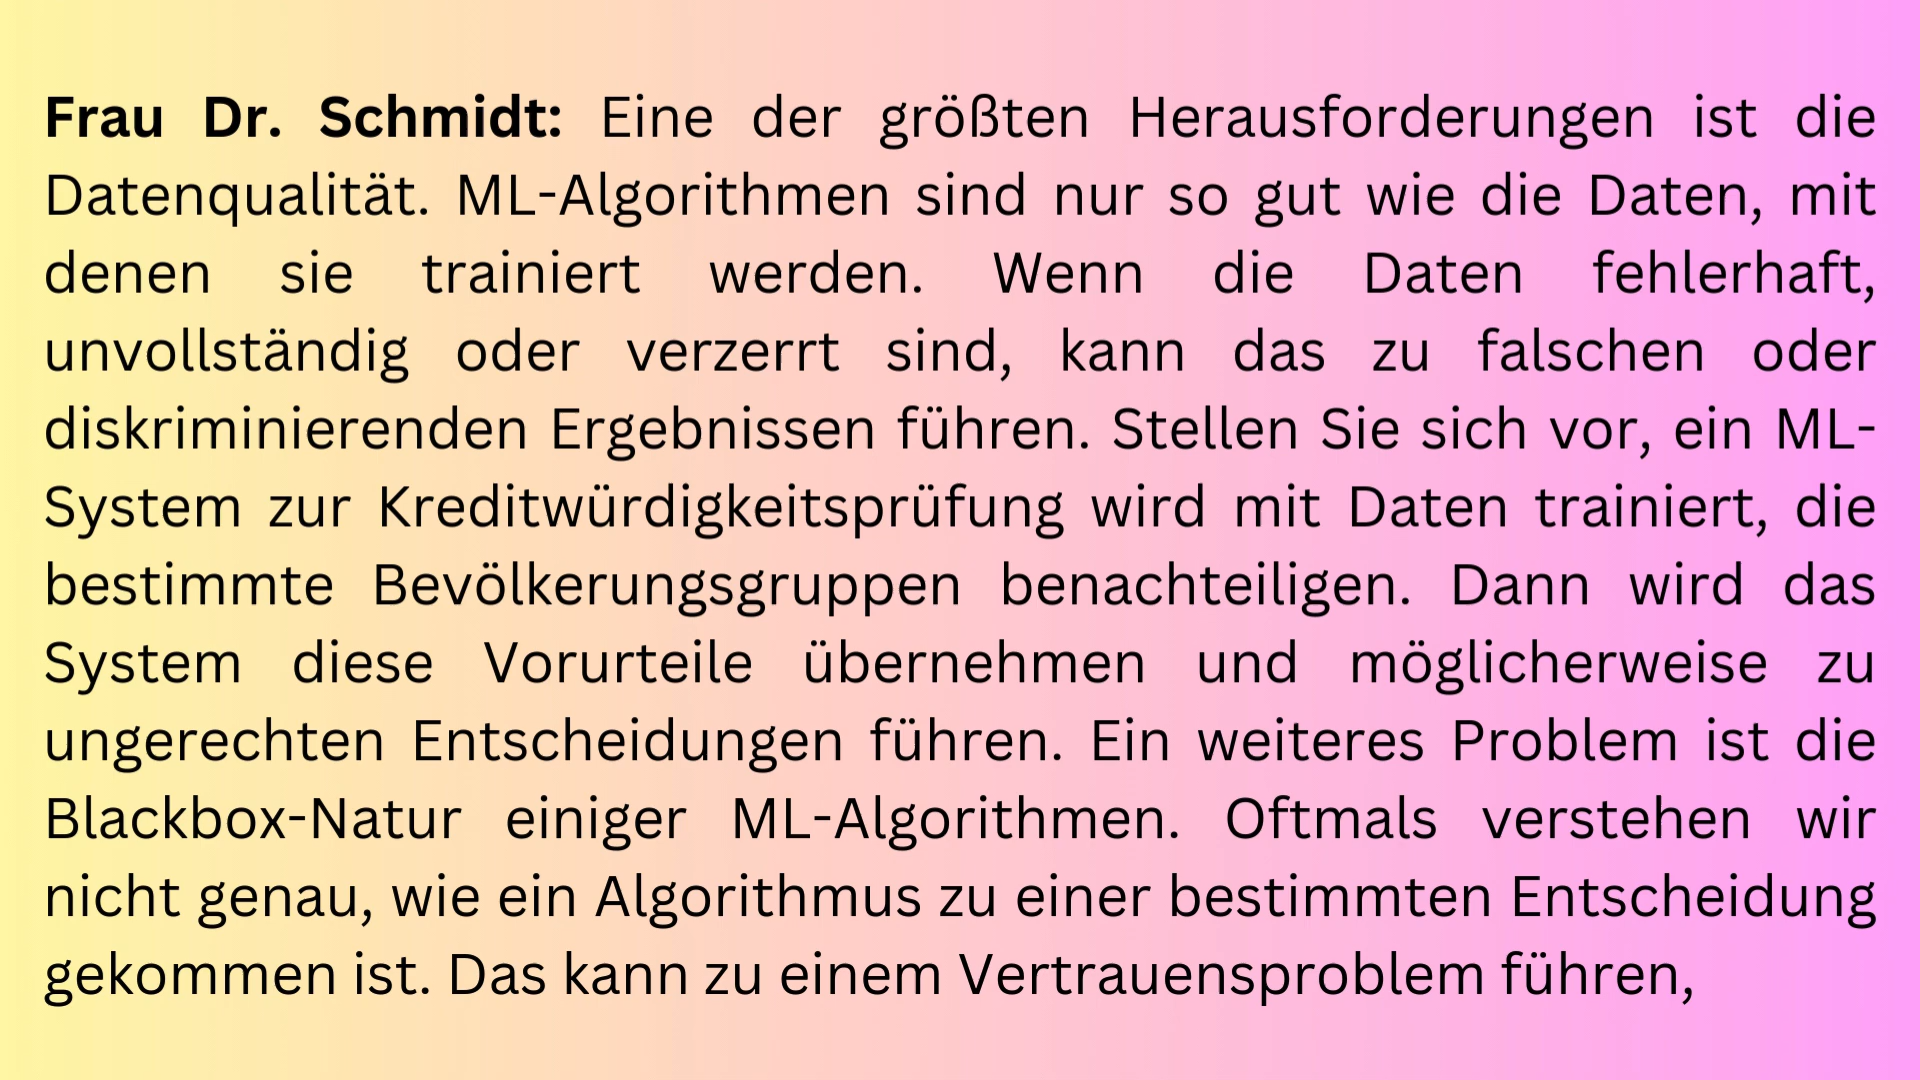 Frau Dr. Schmidt: Eine der größten Herausforderungen ist die
Datenqualität. ML-Algorithmen sind nur so gut wie die Daten, mit
denen sie trainiert werden. Wenn die Daten fehlerhaft,
unvollständig oder verzerrt sind, kann das zu falschen oder
diskriminierenden Ergebnissen führen. Stellen Sie sich vor, ein ML-
System zur Kreditwürdigkeitsprüfung wird mit Daten trainiert, die
bestimmte Bevölkerungsgruppen benachteiligen. Dann wird das
System diese Vorurteile übernehmen und möglicherweise zu
ungerechten Entscheidungen führen. Ein weiteres Problem ist die
Blackbox-Natur einiger ML-Algorithmen. Oftmals verstehen wir
nicht genau, wie ein Algorithmus zu einer bestimmten Entscheidung
gekommen ist. Das kann zu einem Vertrauensproblem führen,